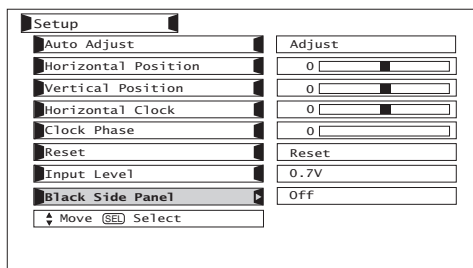 Setup
Auto Adjust Adjust
Horizontal Position 0
Vertical Position 0
Horizontal Clock 0
Clock Phase 0
Reset Reset
Input Level 0.7V
Black Side Panel Off
Move SEL Select